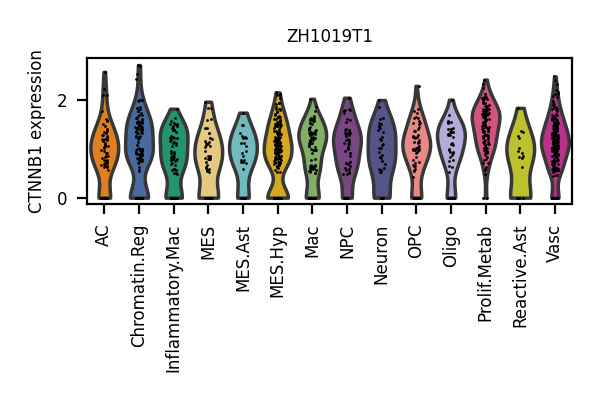 ZH1019T1
CTNNB1 expression
2
0
AC
Chromatin.Reg
Inflammatory.Mac
MES
MES.Ast
MES.Hyp
Mac
NPC
Neuron
OPC
Oligo
Prolif.Metab
Reactive.Ast
Vasc